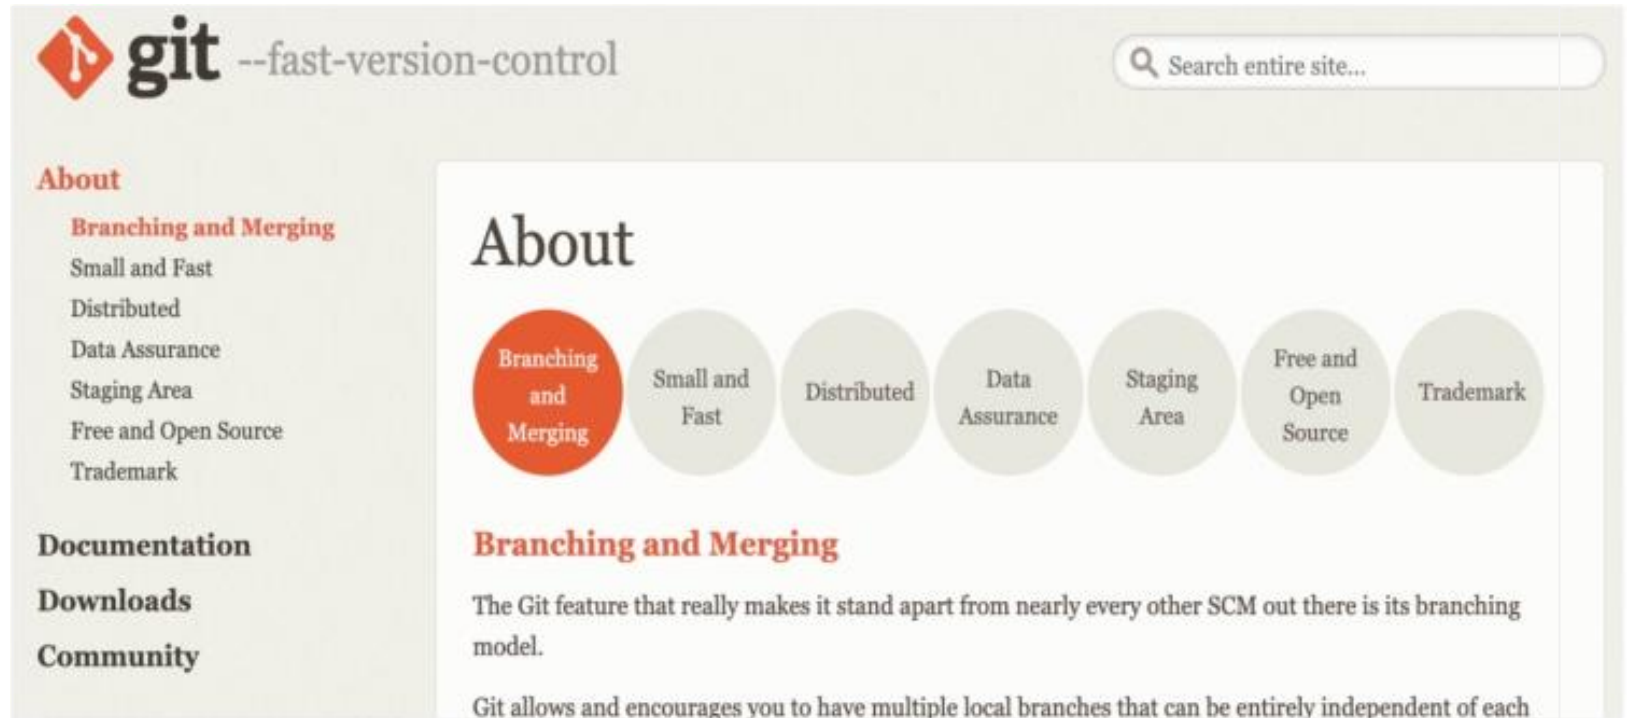 git --fast-version-control
Search entire site...
About
Branching and Merging
Small and Fast
Distributed
Data Assurance
Staging Area
Free and Open Source
Trademark
Documentation
Downloads
Community
About
Branching
and
Merging
Small and
Fast
Distributed
Data
Assurance
Staging
Area
Free and
Open
Source
Trademark
Branching and Merging
The Git feature that really makes it stand apart from nearly every other SCM out there is its branching
model.
Git allows and encourages you to have multiple local branches that can be entirely independent of each